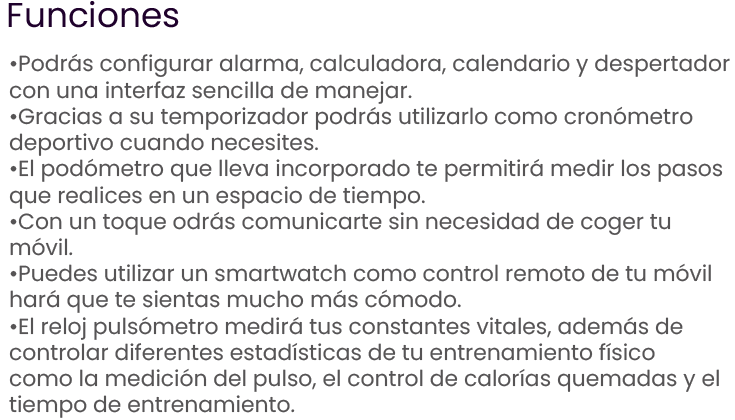 Funciones
•Podrás configurar alarma, calculadora, calendario y despertador
con una interfaz sencilla de manejar.
•Gracias a su temporizador podrás utilizarlo como cronómetro
deportivo cuando necesites.
•El podómetro que lleva incorporado te permitirá medir los pasos
que realices en un espacio de tiempo.
•Con un toque odrás comunicarte sin necesidad de coger tu
móvil.
•Puedes utilizar un smartwatch como control remoto de tu móvil
hará que te sientas mucho más cómodo.
•El reloj pulsómetro medirá tus constantes vitales, además de
controlar diferentes estadísticas de tu entrenamiento físico
como la medición del pulso, el control de calorías quemadas y el
tiempo de entrenamiento.